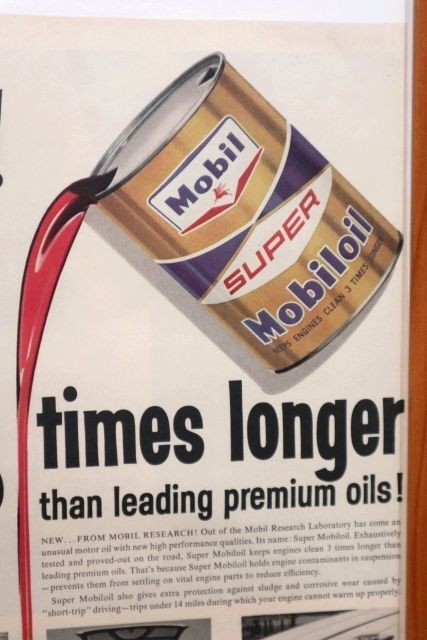 Mobil
SUPER
Mobiloil
KEEPS ENGINES CLEAN 3 TIMES LONGER
times longer
than leading premium oils!
NEW...FROM MOBIL RESEARCH! Out of the Mobil Research Laboratory has come an
unusual motor oil with new high performance qualities. Its name: Super Mobiloil. Exhaustively
tested and proved-out on the road, Super Mobiloil keeps engines clean 3 times longer than
leading premium oils. That's because Super Mobiloil holds engine contaminants in suspension
—prevents them from settling on vital engine parts to reduce efficiency.
Super Mobiloil also gives extra protection against sludge and corrosive wear caused by
"short-trip" driving—trips under 14 miles during which your engine cannot warm up properly.